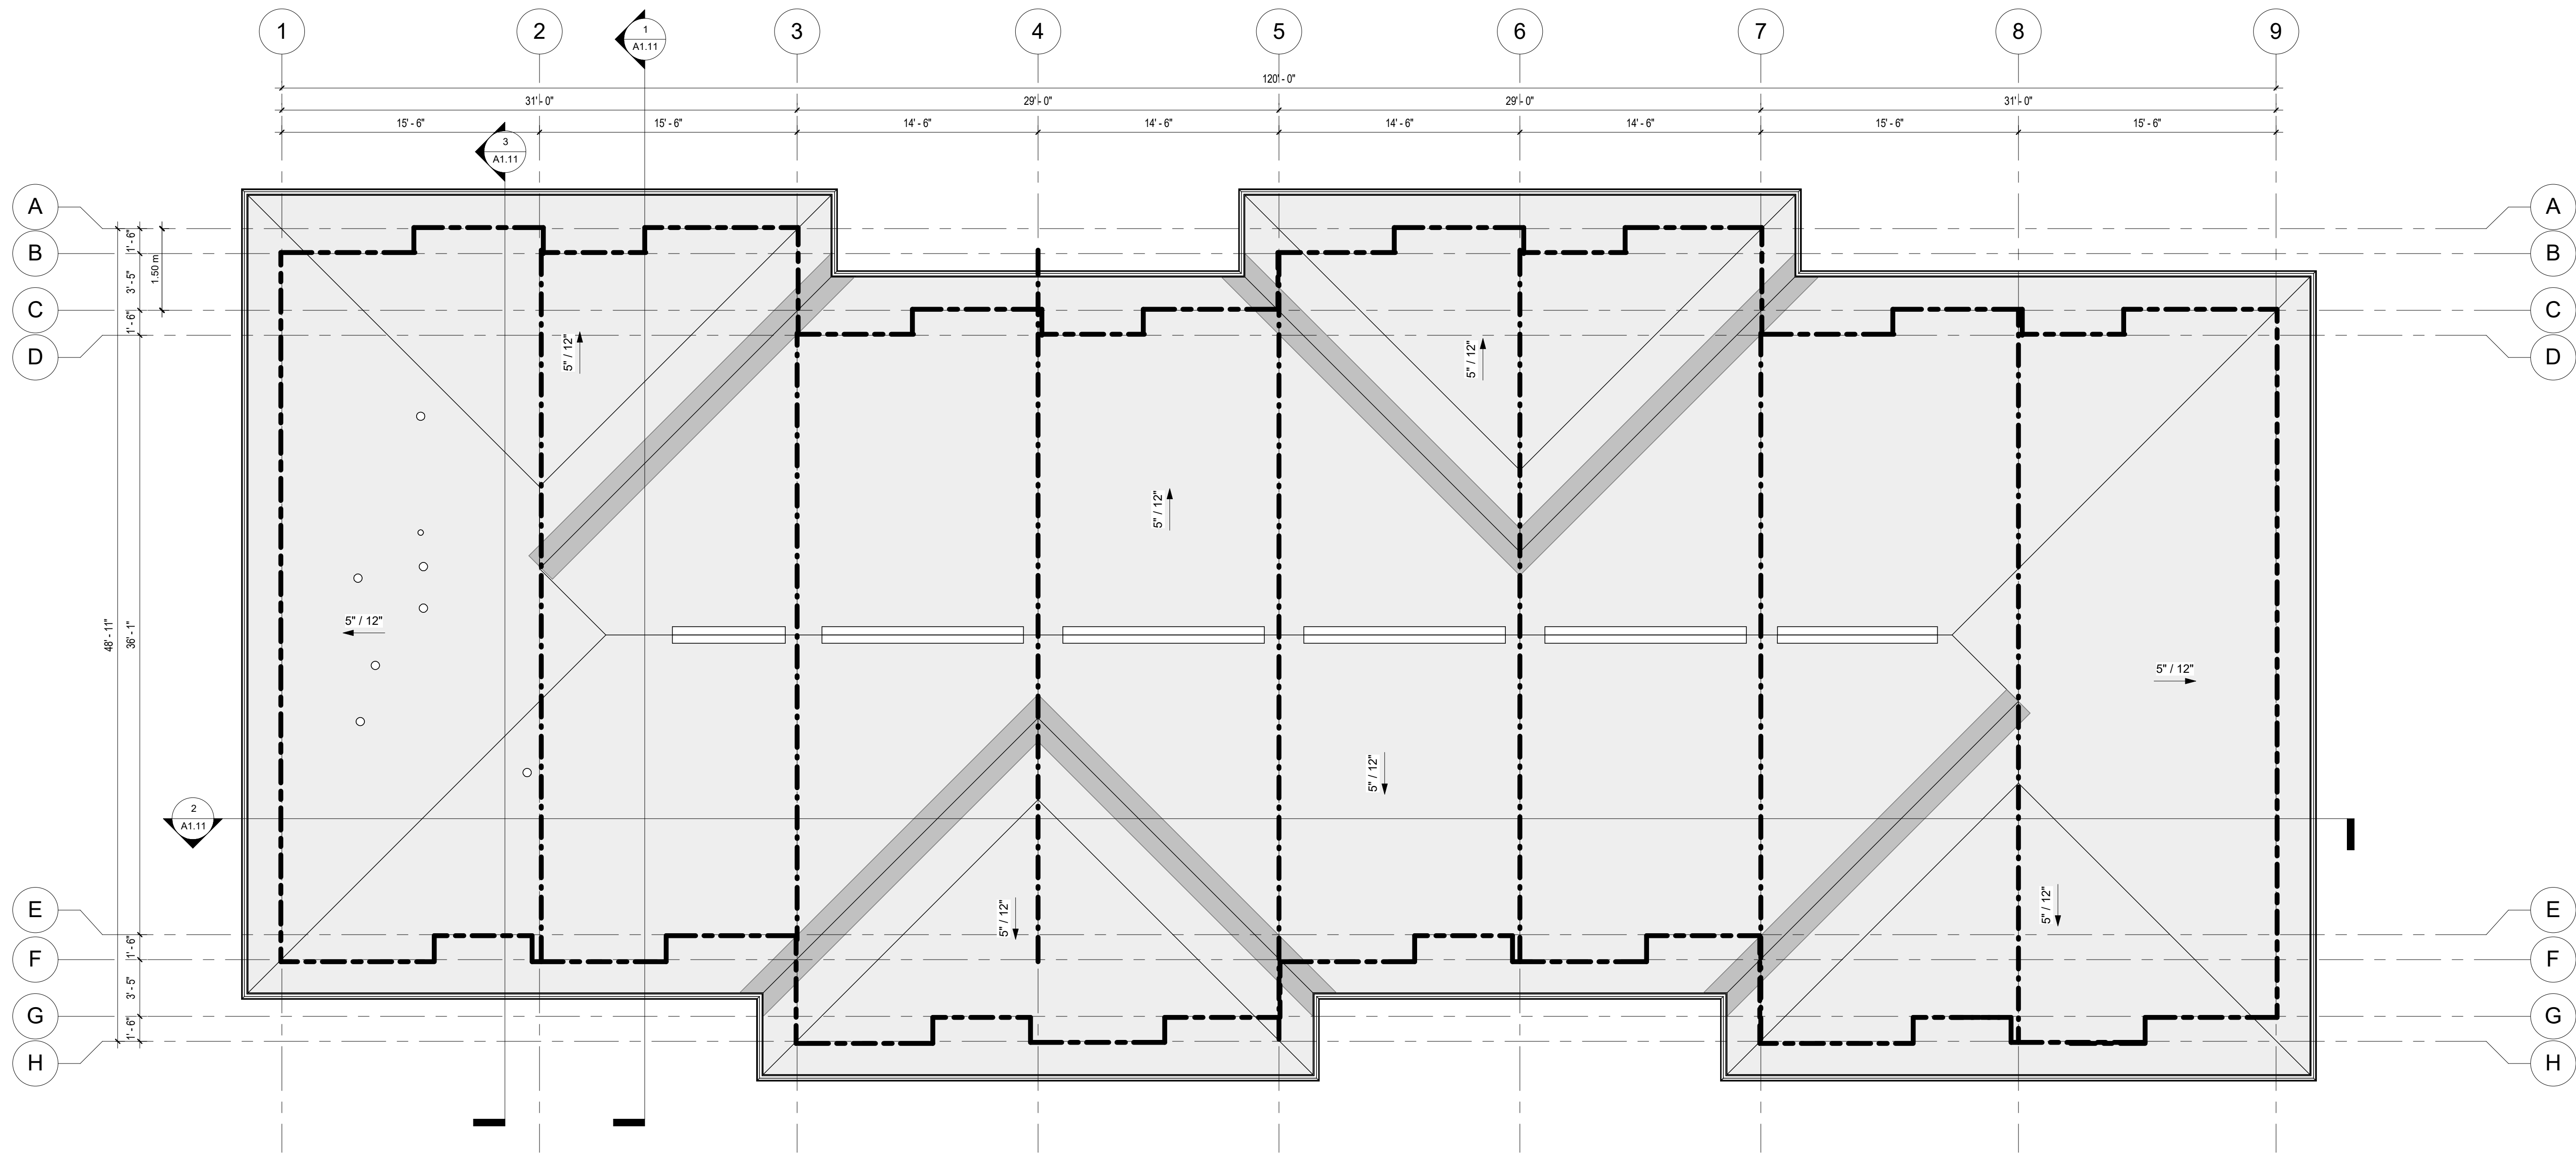 1
2
3
4
5
6
7
8
9
1
A1.11
120' - 0"
31' - 0"
29' - 0"
29' - 0"
31' - 0"
15' - 6"
15' - 6"
14' - 6"
14' - 6"
14' - 6"
14' - 6"
15' - 6"
15' - 6"
3
A1.11
A
A
B
B
C
C
D
D
1' - 6"
3' - 5"
1' - 6"
1.50 m
48' - 11"
36' - 1"
5" / 12"
5" / 12"
5" / 12"
5" / 12"
5" / 12"
5" / 12"
5" / 12"
5" / 12"
2
A1.11
E
E
F
F
G
G
H
H
1' - 6"
3' - 5"
1' - 6"